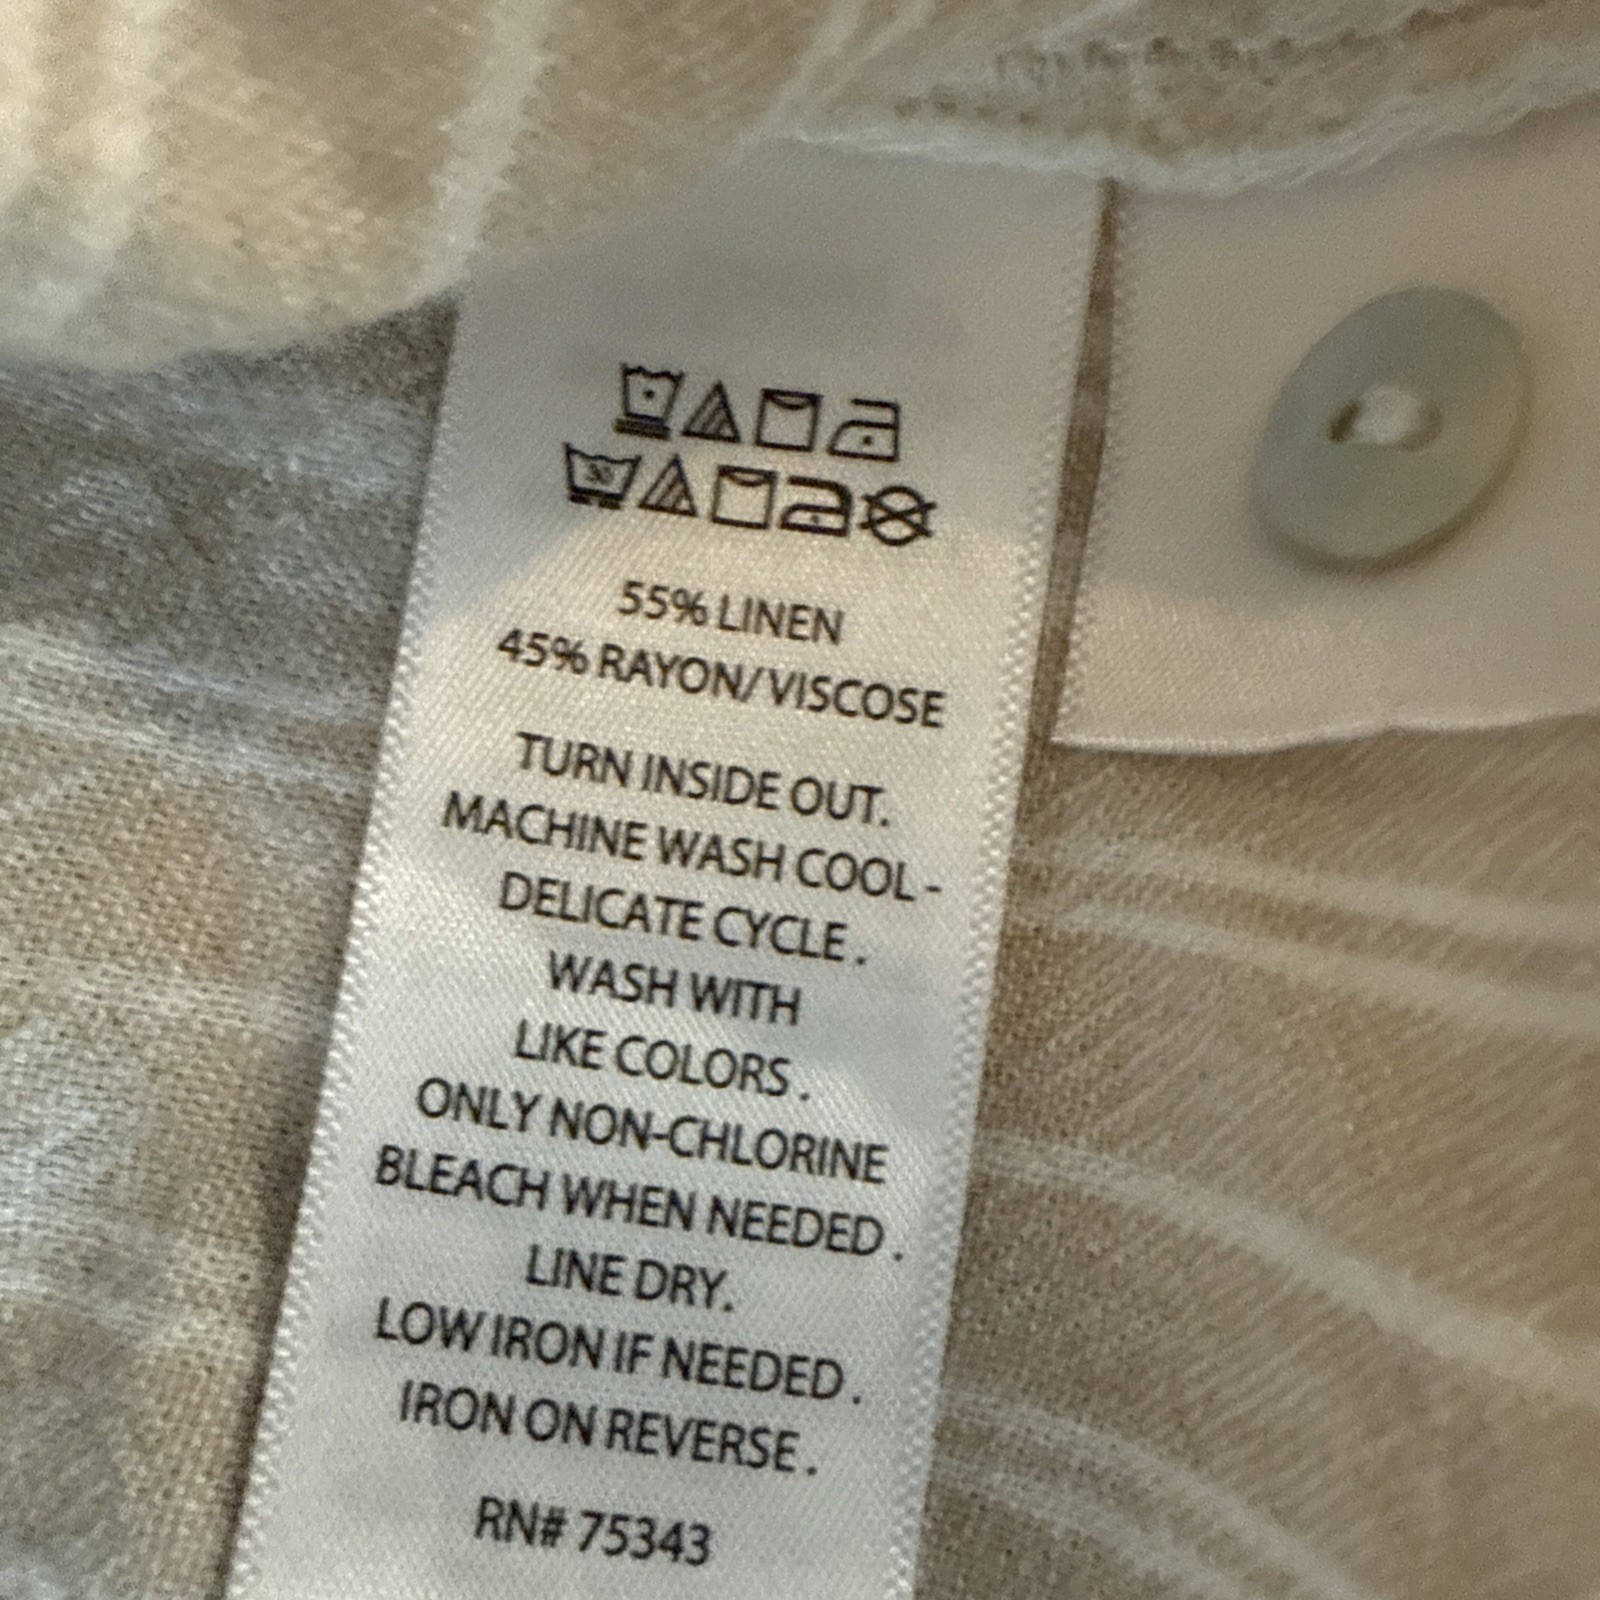 30
55% LINEN
45% RAYON/VISCOSE
TURN INSIDE OUT.
MACHINE WASH COOL-
DELICATE CYCLE.
WASH WITH
LIKE COLORS.
ONLY NON-CHLORINE
BLEACH WHEN NEEDED.
LINE DRY.
LOW IRON IF NEEDED.
IRON ON REVERSE.
RN# 75343